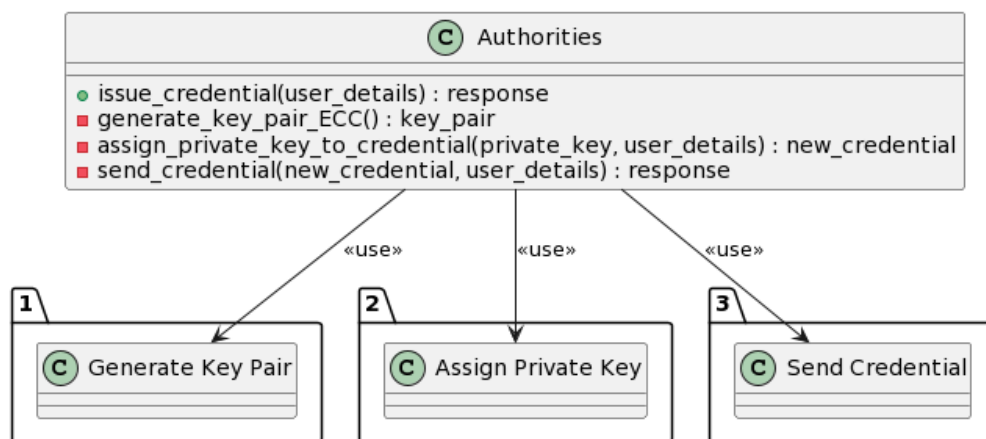 C Authorities
issue_credential(user_details) : response
generate_key_pair_ECC() : key_pair
assign_private_key_to_credential(private_key, user_details) : new_credential
send_credential(new_credential, user_details) : response
«use» «use» «use»
1 2 3
C Generate Key Pair C Assign Private Key C Send Credential